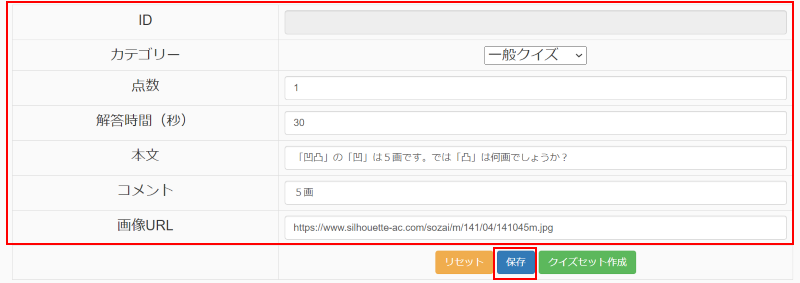 ID
カテゴリー 一般クイズ
点数 1
解答時間（秒） 30
本文 「凹凸」の「凹」は５画です。では「凸」は何画でしょうか？
コメント ５画
画像URL https://www.silhouette-ac.com/sozai/m/141/04/141045m.jpg
リセット 保存 クイズセット作成